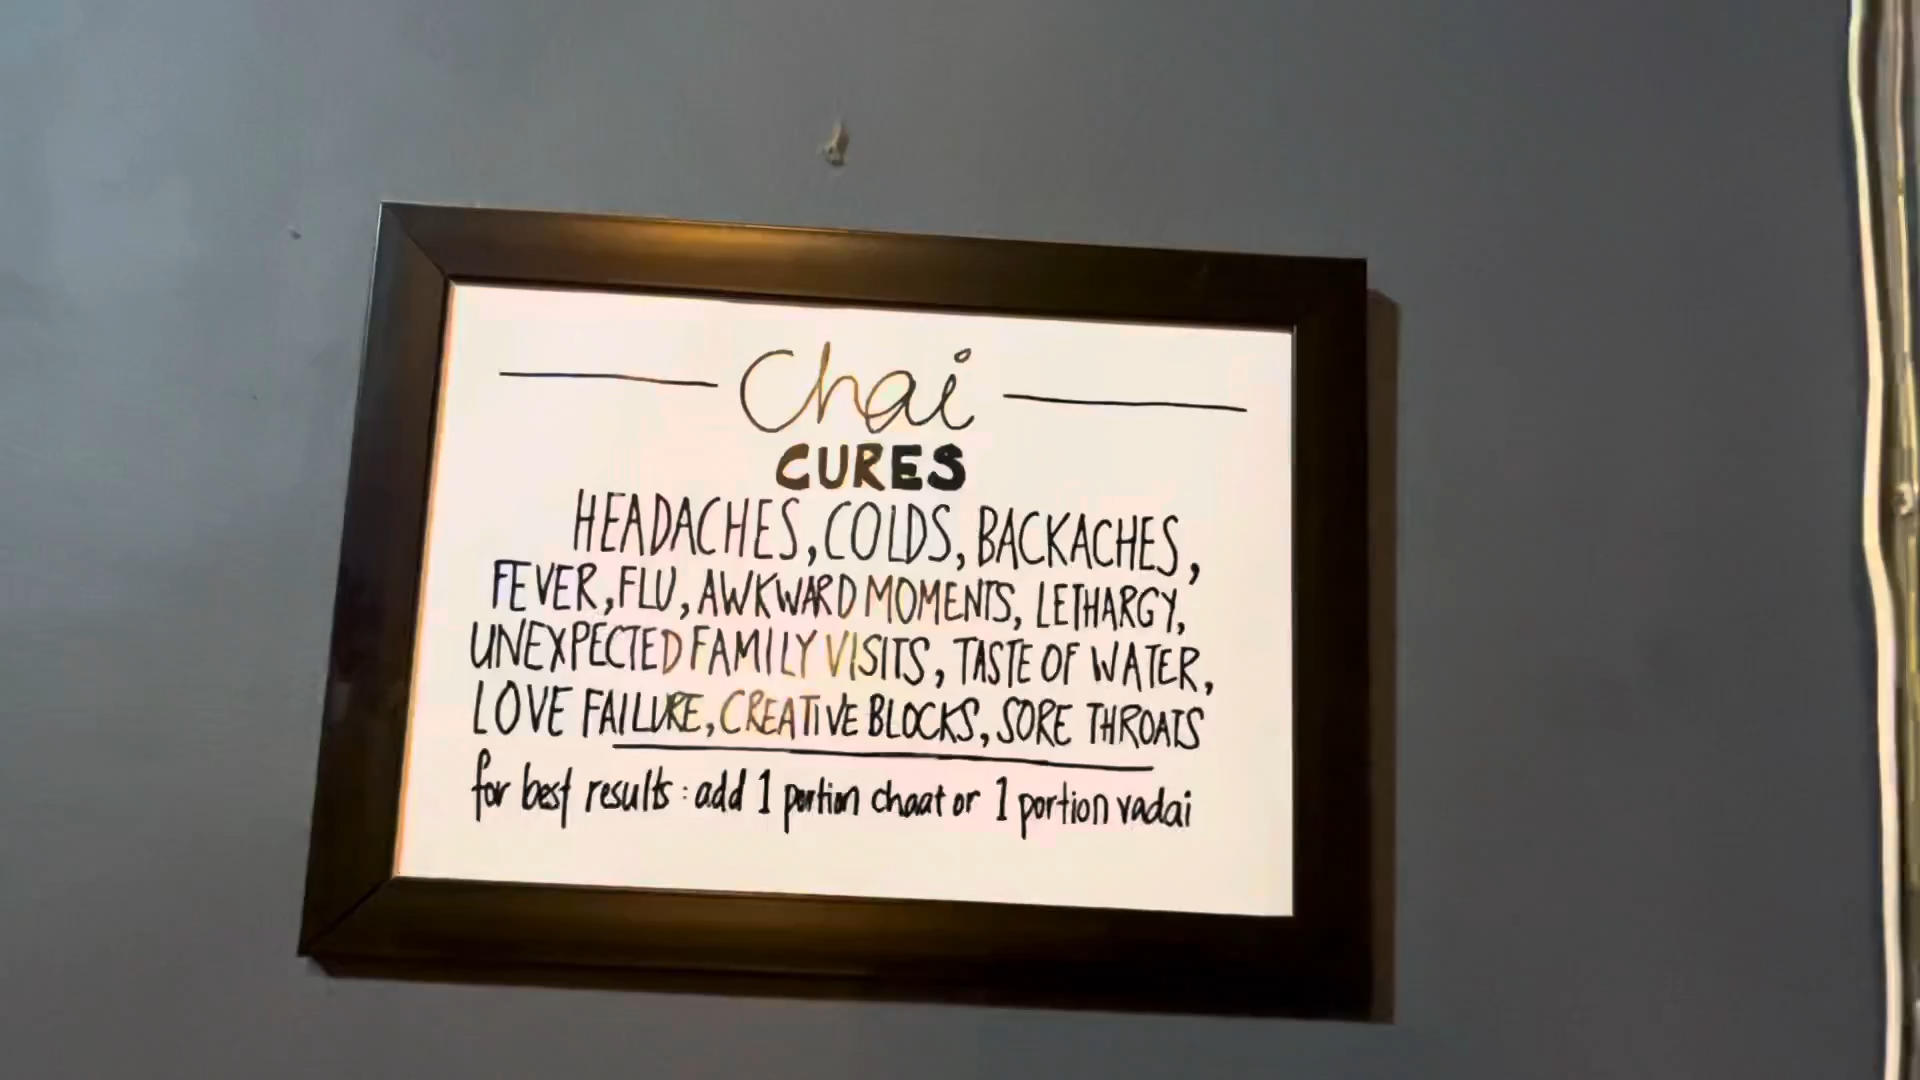 Chai
CURES
HEADACHES, COLDS, BACKACHES,
FEVER, FLU, AWKWARD MOMENTS, LETHARGY,
UNEXPECTED FAMILY VISITS, TASTE OF WATER,
LOVE FAILURE, CREATIVE BLOCKS, SORE THROATS
for best results : add 1 portion chaat or 1 portion vadai